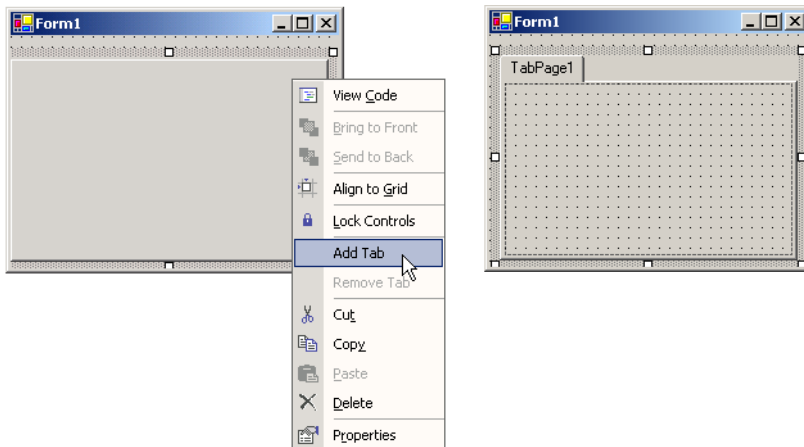 Form1
View Code
Bring to Front
Send to Back
Align to Grid
Lock Controls
Add Tab
Remove Tab
Cut
Copy
Paste
Delete
Properties
Form1
TabPage1